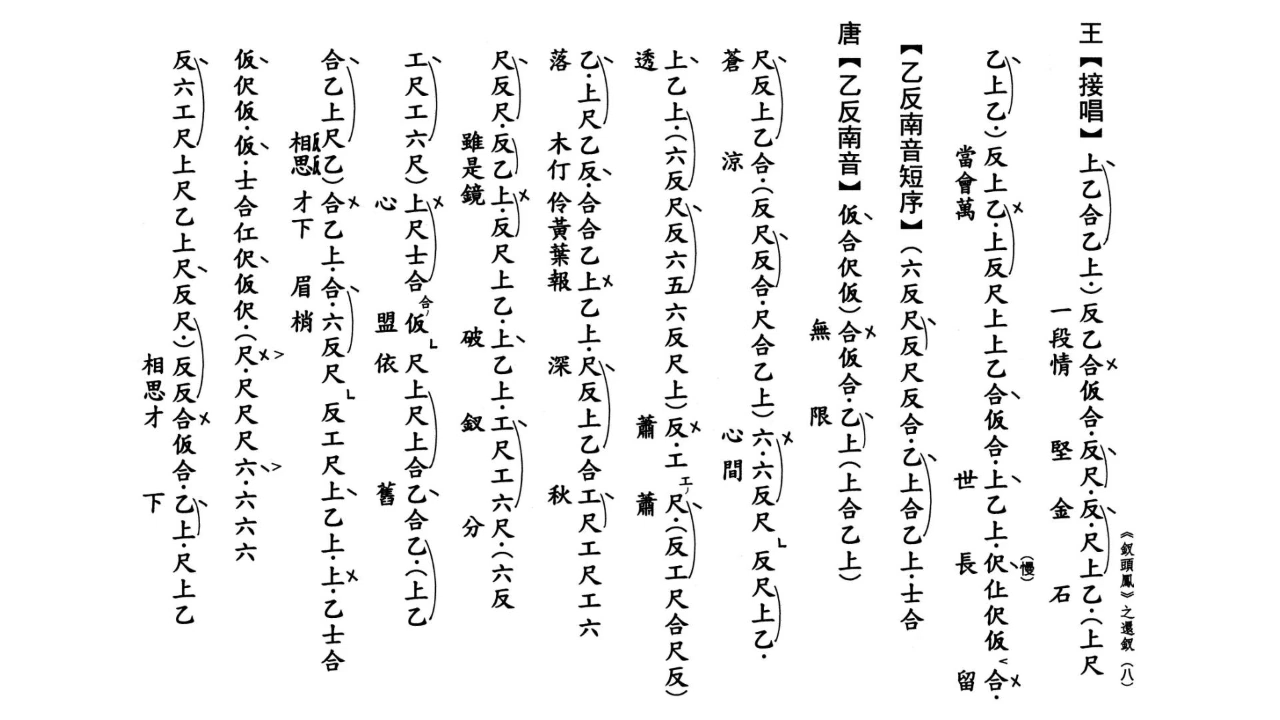 《釵頭鳳》之還釵（八）
王【接唱】上乙合乙上·）反乙合仮合·反尺·反·尺上乙·（上尺
一段情 堅 金 石
乙上乙·）反上乙·上反尺上上乙合仮合·上乙上·伬仩伬仮合·
（慢）
當會萬 世 長 留
【乙反南音短序】（六反尺反尺反合·乙上合乙上·士合
唐【乙反南音】仮合伬仮）合仮合·乙上（上合乙上）
無 限
尺反上乙合·（反尺反合·尺合乙上）六·六反尺 反尺上乙·
蒼 涼 心 間
上乙上·（六反尺反六五六反尺上）反·工 工 尺·（反工尺合尺反）
透 蕭 蕭
乙·上尺乙反·合合乙上乙上·尺反上乙合工尺工尺工六
落 木仃伶黃葉報 深 秋
尺反尺·反乙上·反尺上乙·上乙上·工尺工六尺·（六反
雖是鏡 破 釵 分
工尺工六尺）上尺士合 合 仮 尺上尺上合乙合乙·（上乙
心 盟 依 舊
合乙上尺乙）合乙上·合·六反尺 反工尺上乙上·上·乙士合
相思 才下 眉梢
仮伬仮·仮·士合仜伬仮伬·（尺·尺尺尺六·六六六
反六工尺上尺乙上尺反尺·）反反合仮合·乙上·尺上乙
相思才 下